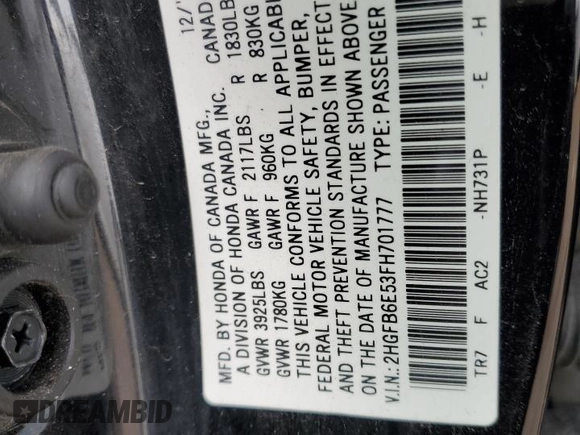 MFD. BY HONDA OF CANADA MFG., 12/
A DIVISION OF HONDA CANADA INC. CANAD
GVWR 3925LBS GAWR F 2117LBS R 1830LB
GVWR 1780KG GAWR F 960KG R 830KG
THIS VEHICLE CONFORMS TO ALL APPLICABL
FEDERAL MOTOR VEHICLE SAFETY, BUMPER,
AND THEFT PREVENTION STANDARDS IN EFFECT
ON THE DATE OF MANUFACTURE SHOWN ABOVE
V.I.N.: 2HGFB6E53FH701777 TYPE: PASSENGER
TR7 F AC2 -NH731P -E -H
DREAMBID